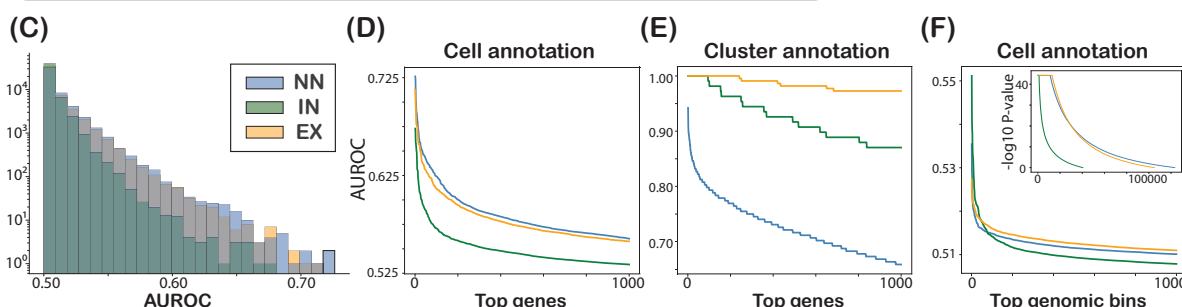 (C)
10⁴
10³
10²
10¹
10⁰
0.50
0.60
0.70
AUROC
NN
IN
EX
(D)
Cell annotation
AUROC
0.725
0.625
0.525
0
1000
Top genes
(E)
Cluster annotation
1.00
0.90
0.80
0.70
0
1000
Top genes
(F)
Cell annotation
0.55
0.53
0.51
0
1000
Top genomic bins
-log10 P-value
40
0
0
100000